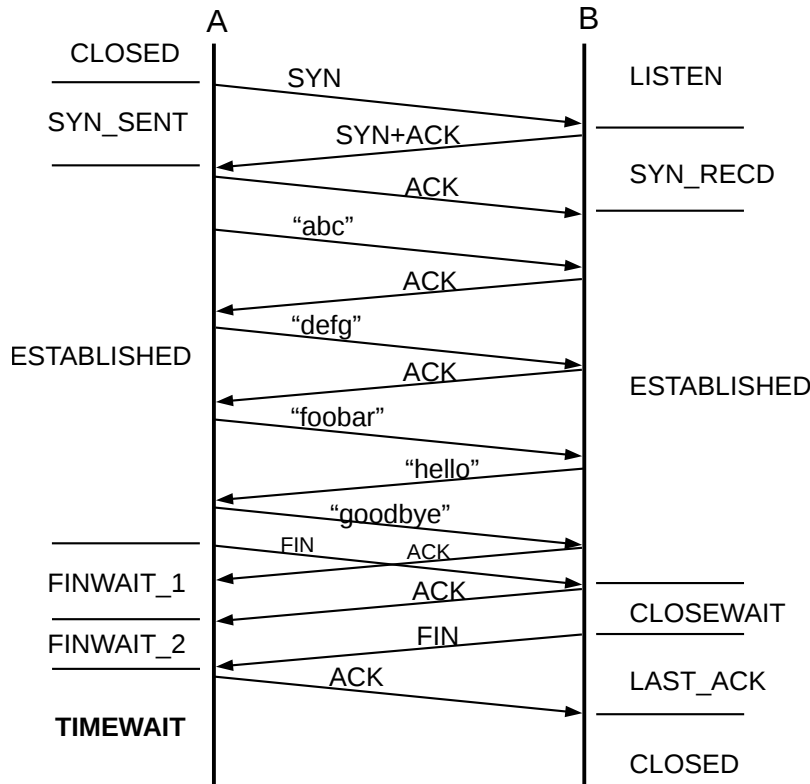 A
B
CLOSED
LISTEN
SYN
SYN_SENT
SYN+ACK
SYN_RECD
ACK
“abc”
ACK
“defg”
ESTABLISHED
ACK
ESTABLISHED
“foobar”
“hello”
“goodbye”
FIN
ACK
FINWAIT_1
ACK
CLOSEWAIT
FINWAIT_2
FIN
ACK
LAST_ACK
TIMEWAIT
CLOSED